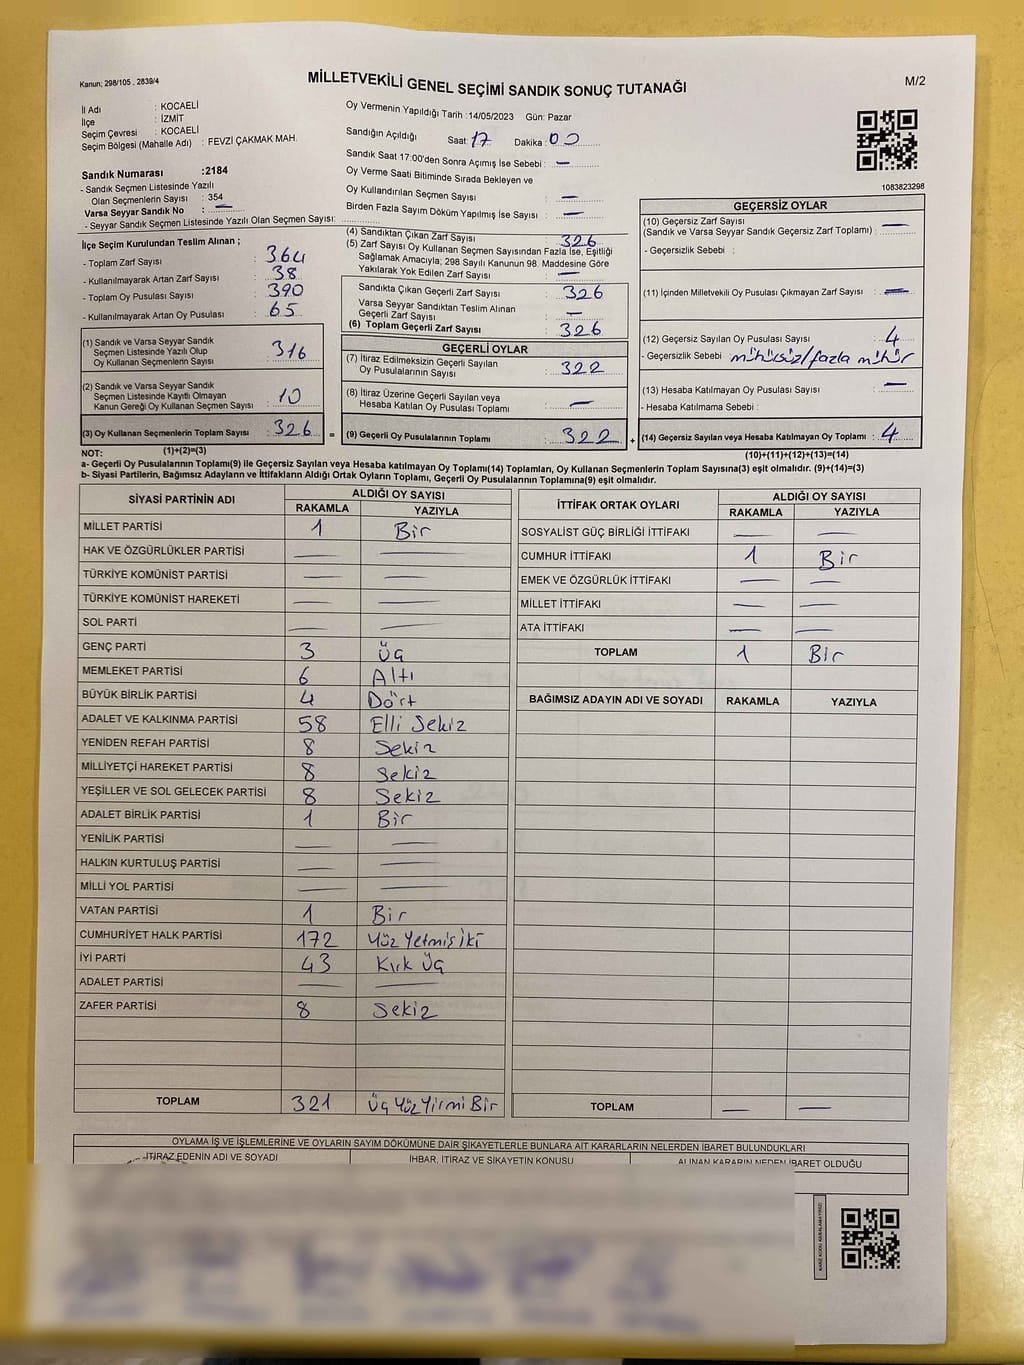 Kanun; 298/105 , 2839/4
MİLLETVEKİLİ GENEL SEÇİMİ SANDIK SONUÇ TUTANAĞI
M/2
İl Adı : KOCAELİ
İlçe : İZMİT
Seçim Çevresi : KOCAELİ
Seçim Bölgesi (Mahalle Adı) : FEVZİ ÇAKMAK MAH.
Sandık Numarası :2184
- Sandık Seçmen Listesinde Yazılı
Olan Seçmenlerin Sayısı : 354
Varsa Seyyar Sandık No : —
- Seyyar Sandık Seçmen Listesinde Yazılı Olan Seçmen Sayısı:
Oy Vermenin Yapıldığı Tarih :14/05/2023 Gün: Pazar
Sandığın Açıldığı Saat: 17 Dakika : 00
Sandık Saat 17:00'den Sonra Açımış İse Sebebi : —
Oy Verme Saati Bitiminde Sırada Bekleyen ve
Oy Kullandırılan Seçmen Sayısı : —
Birden Fazla Sayım Döküm Yapılmış İse Sayısı : —
1083823298
İlçe Seçim Kurulundan Teslim Alınan ;
- Toplam Zarf Sayısı : 364
- Kullanılmayarak Artan Zarf Sayısı : 38
- Toplam Oy Pusulası Sayısı : 390
- Kullanılmayarak Artan Oy Pusulası : 65
(1) Sandık ve Varsa Seyyar Sandık
Seçmen Listesinde Yazılı Olup
Oy Kullanan Seçmenlerin Sayısı : 316
(2) Sandık ve Varsa Seyyar Sandık
Seçmen Listesinde Kayıtlı Olmayan
Kanun Gereği Oy Kullanan Seçmen Sayısı : 10
(3) Oy Kullanan Seçmenlerin Toplam Sayısı : 326
(1)+(2)=(3)
(4) Sandıktan Çıkan Zarf Sayısı : 326
(5) Zarf Sayısı Oy Kullanan Seçmen Sayısından Fazla İse, Eşitliği
Sağlamak Amacıyla; 298 Sayılı Kanunun 98. Maddesine Göre
Yakılarak Yok Edilen Zarf Sayısı : —
Sandıkta Çıkan Geçerli Zarf Sayısı : 326
Varsa Seyyar Sandıktan Teslim Alınan
Geçerli Zarf Sayısı : —
(6) Toplam Geçerli Zarf Sayısı : 326
GEÇERLİ OYLAR
(7) İtiraz Edilmeksizin Geçerli Sayılan
Oy Pusulalarının Sayısı : 322
(8) İtiraz Üzerine Geçerli Sayılan veya
Hesaba Katılan Oy Pusulası Toplamı : —
= (9) Geçerli Oy Pusulalarının Toplamı : 322 +
GEÇERSİZ OYLAR
(10) Geçersiz Zarf Sayısı
(Sandık ve Varsa Seyyar Sandık Geçersiz Zarf Toplamı) : —
- Geçersizlik Sebebi :
(11) İçinden Milletvekili Oy Pusulası Çıkmayan Zarf Sayısı : —
(12) Geçersiz Sayılan Oy Pusulası Sayısı : 4
- Geçersizlik Sebebi : mühürsüz/fazla mühür
(13) Hesaba Katılmayan Oy Pusulası Sayısı : —
- Hesaba Katılmama Sebebi :
(14) Geçersiz Sayılan veya Hesaba Katılmayan Oy Toplamı : 4
(10)+(11)+(12)+(13)=(14)
NOT:
a- Geçerli Oy Pusulalarının Toplamı(9) ile Geçersiz Sayılan veya Hesaba katılmayan Oy Toplamı(14) Toplamları, Oy Kullanan Seçmenlerin Toplam Sayısına(3) eşit olmalıdır. (9)+(14)=(3)
b- Siyasi Partilerin, Bağımsız Adayların ve İttifakların Aldığı Ortak Oyların Toplamı, Geçerli Oy Pusulalarının Toplamına(9) eşit olmalıdır.
SİYASİ PARTİNİN ADI ALDIĞI OY SAYISI
RAKAMLA YAZIYLA
MİLLET PARTİSİ 1 Bir
HAK VE ÖZGÜRLÜKLER PARTİSİ — —
TÜRKİYE KOMÜNİST PARTİSİ — —
TÜRKİYE KOMÜNİST HAREKETİ — —
SOL PARTİ — —
GENÇ PARTİ 3 Üç
MEMLEKET PARTİSİ 6 Altı
BÜYÜK BİRLİK PARTİSİ 4 Dört
ADALET VE KALKINMA PARTİSİ 58 Elli Sekiz
YENİDEN REFAH PARTİSİ 8 Sekiz
MİLLİYETÇİ HAREKET PARTİSİ 8 Sekiz
YEŞİLLER VE SOL GELECEK PARTİSİ 8 Sekiz
ADALET BİRLİK PARTİSİ 1 Bir
YENİLİK PARTİSİ — —
HALKIN KURTULUŞ PARTİSİ — —
MİLLİ YOL PARTİSİ — —
VATAN PARTİSİ 1 Bir
CUMHURİYET HALK PARTİSİ 172 Yüz Yetmiş İki
İYİ PARTİ 43 Kırk Üç
ADALET PARTİSİ — —
ZAFER PARTİSİ 8 Sekiz
TOPLAM 321 Üç Yüz Yirmi Bir
İTTİFAK ORTAK OYLARI ALDIĞI OY SAYISI
RAKAMLA YAZIYLA
SOSYALİST GÜÇ BİRLİĞİ İTTİFAKI — —
CUMHUR İTTİFAKI 1 Bir
EMEK VE ÖZGÜRLÜK İTTİFAKI — —
MİLLET İTTİFAKI — —
ATA İTTİFAKI — —
TOPLAM 1 Bir
BAĞIMSIZ ADAYIN ADI VE SOYADI RAKAMLA YAZIYLA
TOPLAM — —
OYLAMA İŞ VE İŞLEMLERİNE VE OYLARIN SAYIM DÖKÜMÜNE DAİR ŞİKAYETLERLE BUNLARA AİT KARARLARIN NELERDEN İBARET BULUNDUKLARI
İTİRAZ EDENİN ADI VE SOYADI İHBAR, İTİRAZ VE ŞİKAYETİN KONUSU ALINAN KARARIN NEDEN İBARET OLDUĞU